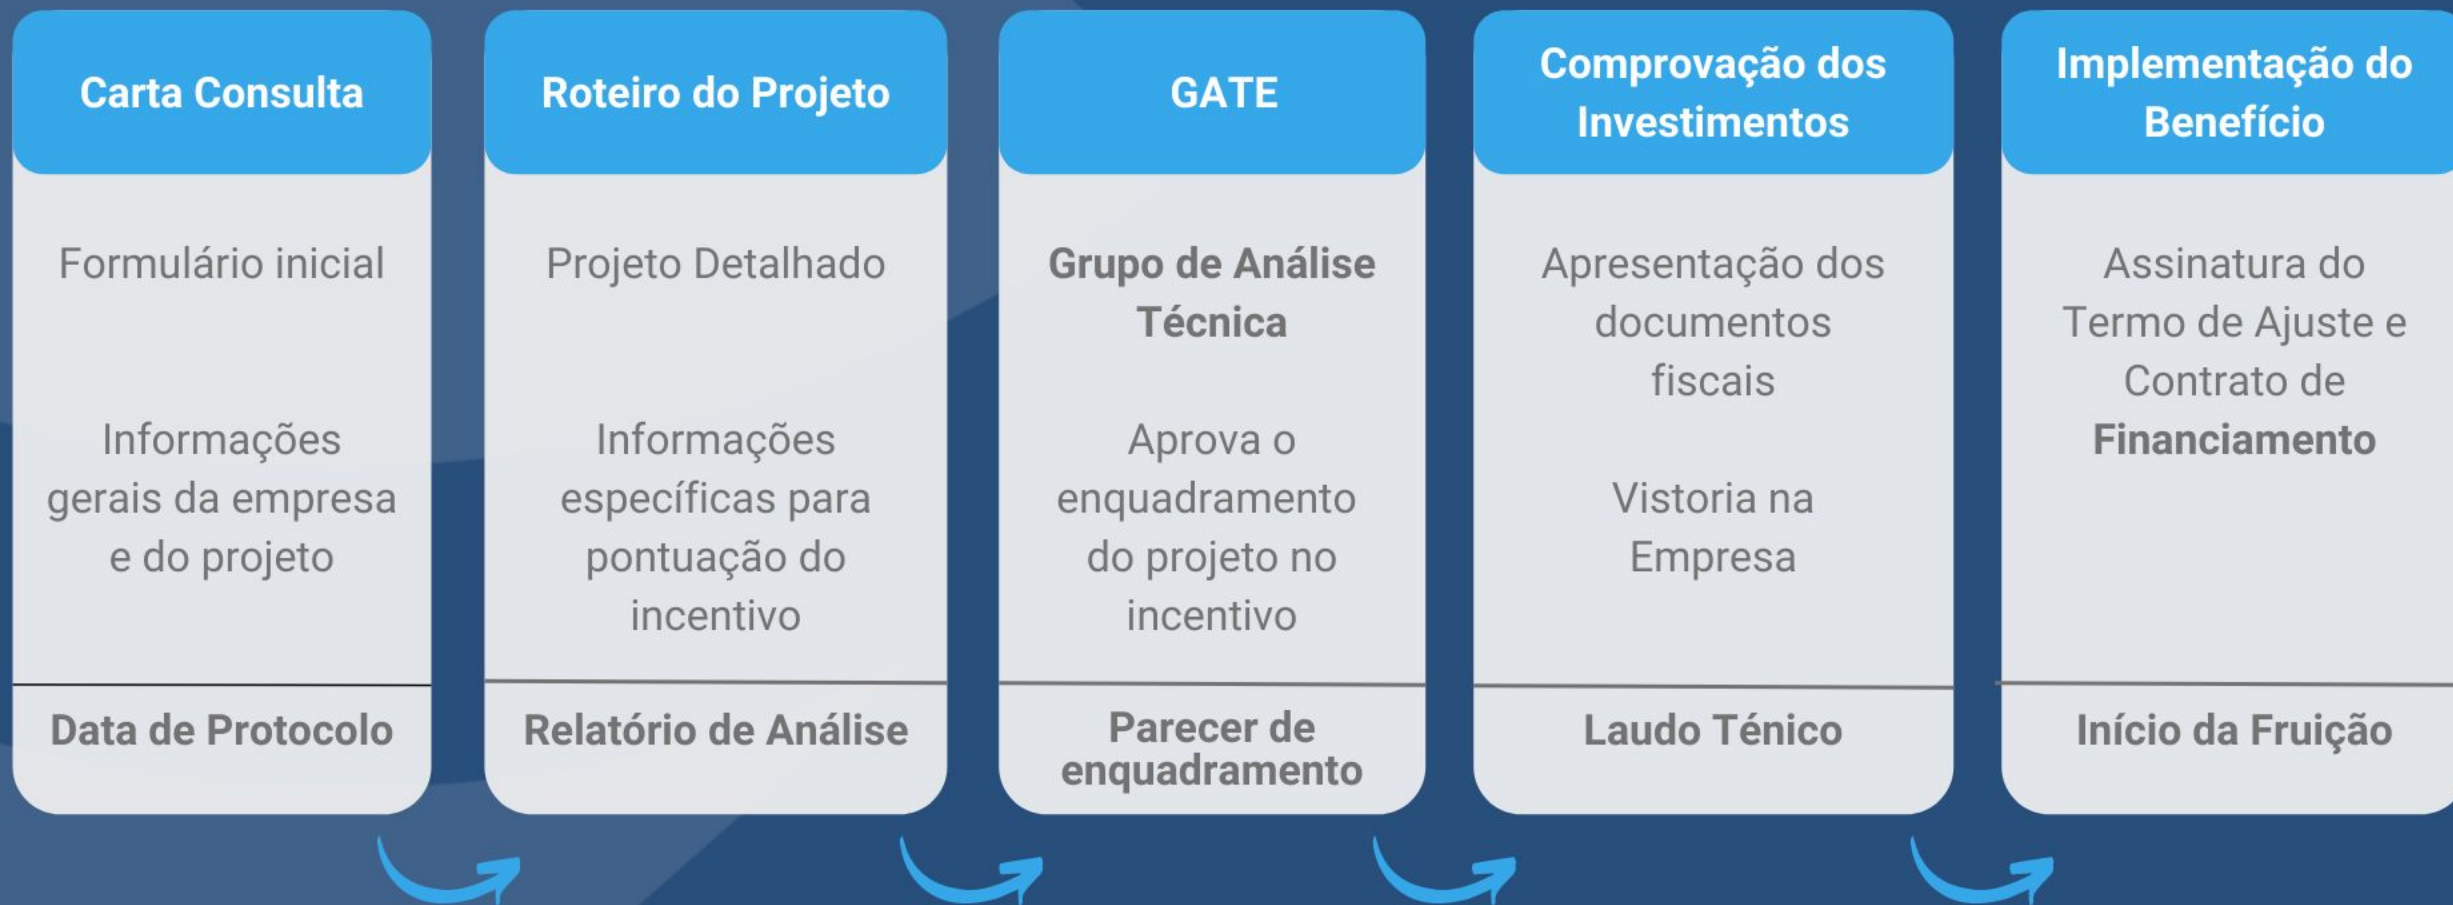 Carta Consulta
Formulário inicial
Informações
gerais da empresa
e do projeto
Data de Protocolo
Roteiro do Projeto
Projeto Detalhado
Informações
específicas para
pontuação do
incentivo
Relatório de Análise
GATE
Grupo de Análise
Técnica
Aprova o
enquadramento
do projeto no
incentivo
Parecer de
enquadramento
Comprovação dos
Investimentos
Apresentação dos
documentos
fiscais
Vistoria na
Empresa
Laudo Ténico
Implementação do
Benefício
Assinatura do
Termo de Ajuste e
Contrato de
Financiamento
Início da Fruição